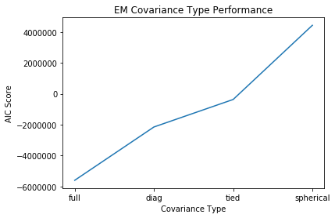 EM Covariance Type Performance
4000000
2000000
0
−2000000
−4000000
−6000000
AIC Score
full diag tied spherical
Covariance Type